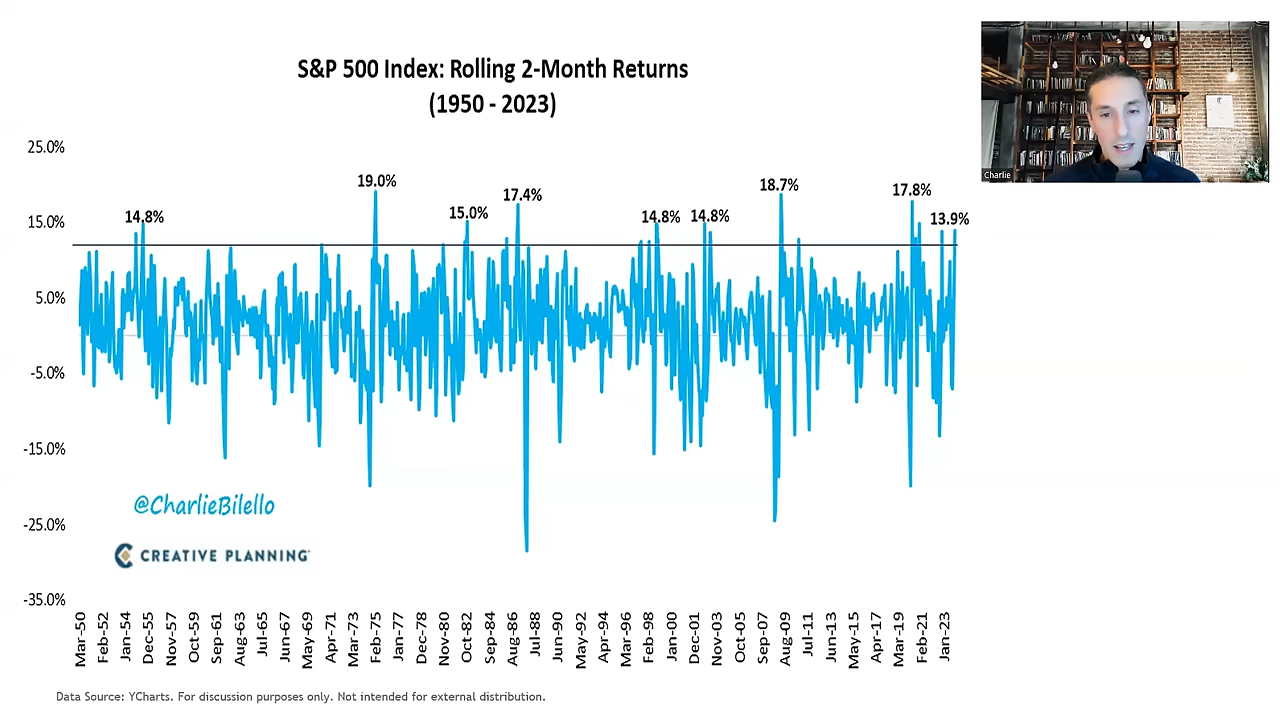 S&P 500 Index: Rolling 2-Month Returns
(1950 - 2023)
25.0%
15.0%
5.0%
-5.0%
-15.0%
-25.0%
-35.0%
14.8%
19.0%
15.0%
17.4%
14.8%
14.8%
18.7%
17.8%
13.9%
@CharlieBilello
CREATIVE PLANNING
Mar-50
Feb-52
Jan-54
Dec-55
Nov-57
Oct-59
Sep-61
Aug-63
Jul-65
Jun-67
May-69
Apr-71
Mar-73
Feb-75
Jan-77
Dec-78
Nov-80
Oct-82
Sep-84
Aug-86
Jul-88
Jun-90
May-92
Apr-94
Mar-96
Feb-98
Jan-00
Dec-01
Nov-03
Oct-05
Sep-07
Aug-09
Jul-11
Jun-13
May-15
Apr-17
Mar-19
Feb-21
Jan-23
Data Source: YCharts. For discussion purposes only. Not intended for external distribution.
Charlie